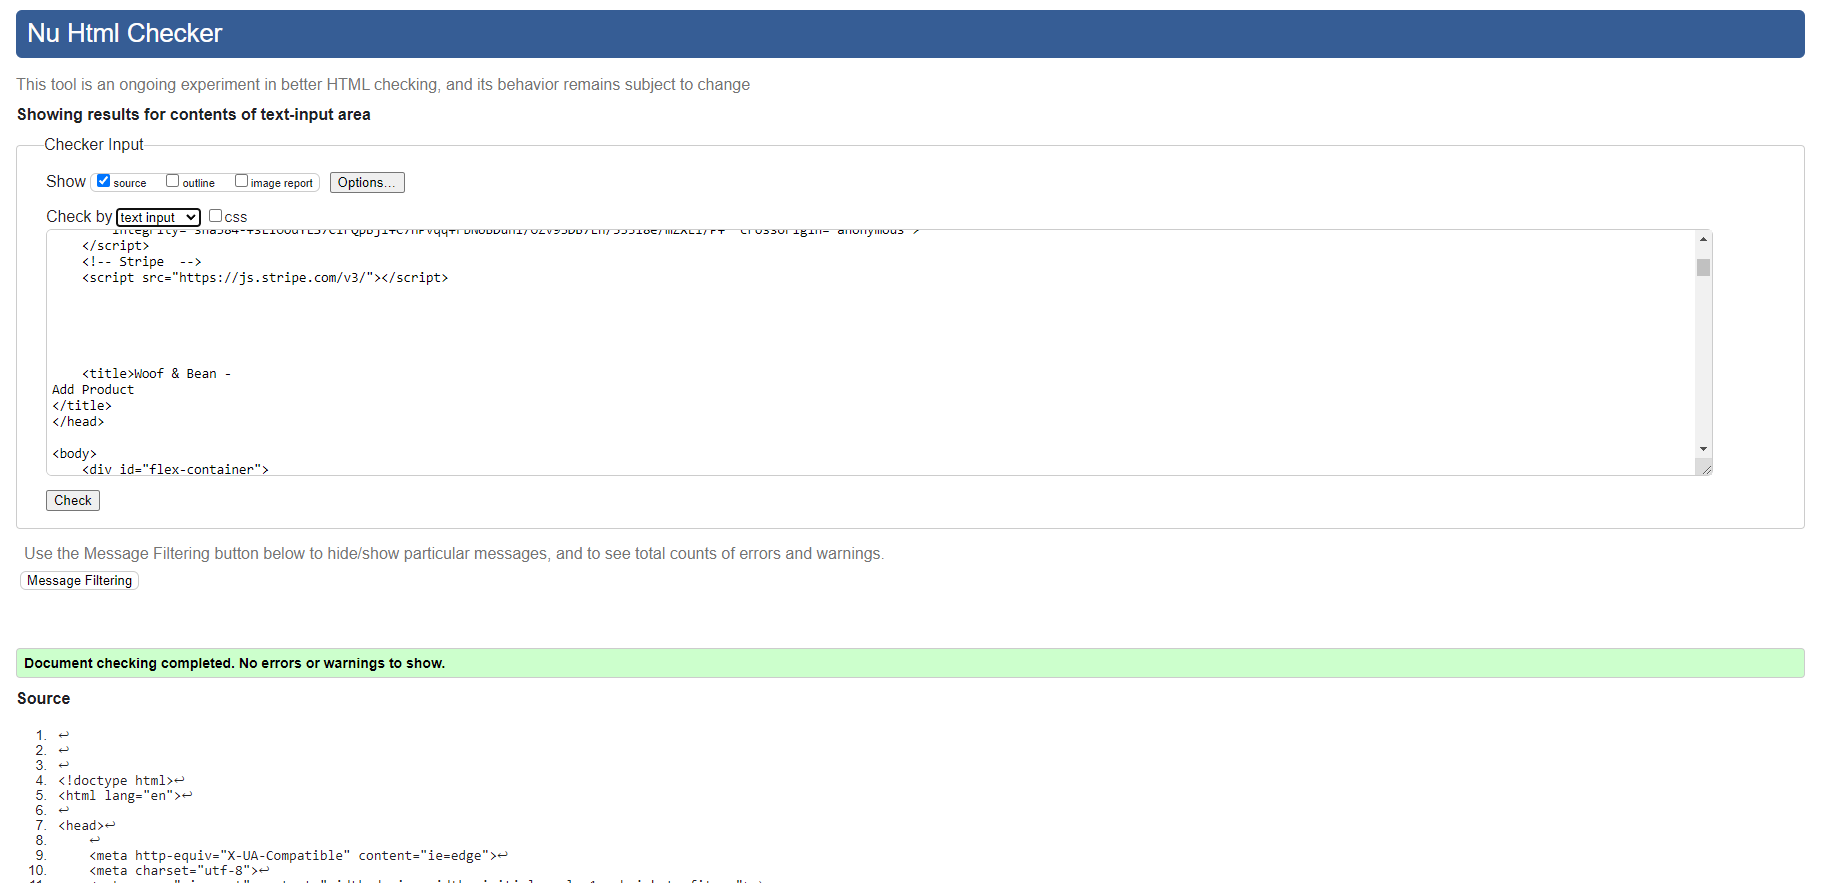 Nu Html Checker
This tool is an ongoing experiment in better HTML checking, and its behavior remains subject to change
Showing results for contents of text-input area
Checker Input
Show source outline image report Options...
Check by text input css
</script>
<!-- Stripe  -->
<script src="https://js.stripe.com/v3/"></script>
<title>Woof & Bean -
Add Product
</title>
</head>
<body>
<div id="flex-container">
Check
Use the Message Filtering button below to hide/show particular messages, and to see total counts of errors and warnings.
Message Filtering
Document checking completed. No errors or warnings to show.
Source
1. ↩
2. ↩
3. ↩
4. <!doctype html>↩
5. <html lang="en">↩
6. ↩
7. <head>↩
8. ↩
9. <meta http-equiv="X-UA-Compatible" content="ie=edge">↩
10. <meta charset="utf-8">↩